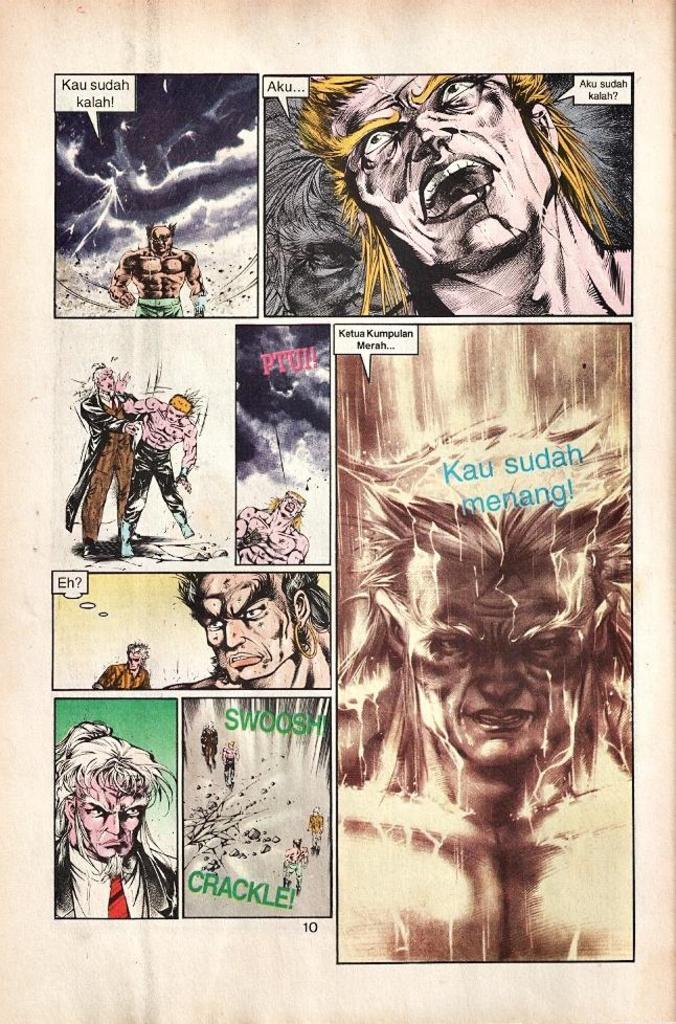 Kau sudah
kalah!
Aku...
Aku sudah
kalah?
PTUI!
Ketua Kumpulan
Merah...
Kau sudah
menang!
Eh?
SWOOSH!
CRACKLE!
10